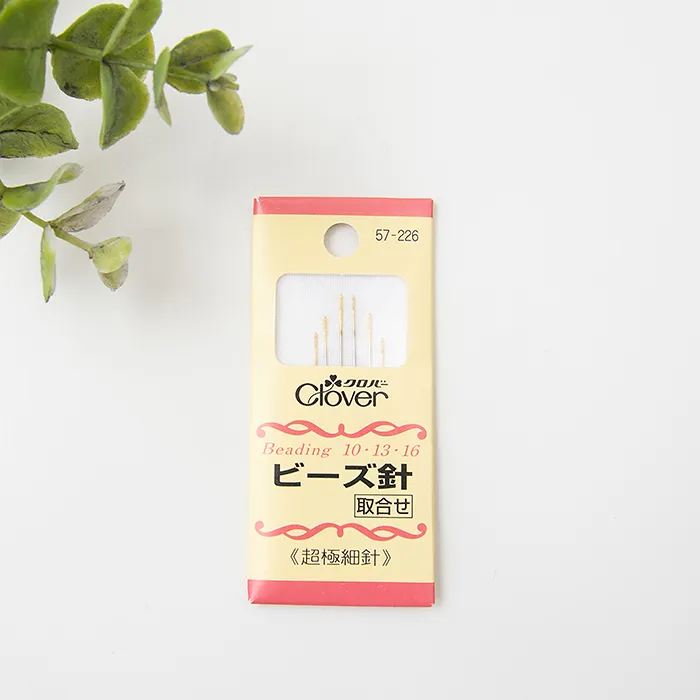 57-226
クロバー
Clover
Beading 10・13・16
ビーズ針
取合せ
《超極細針》